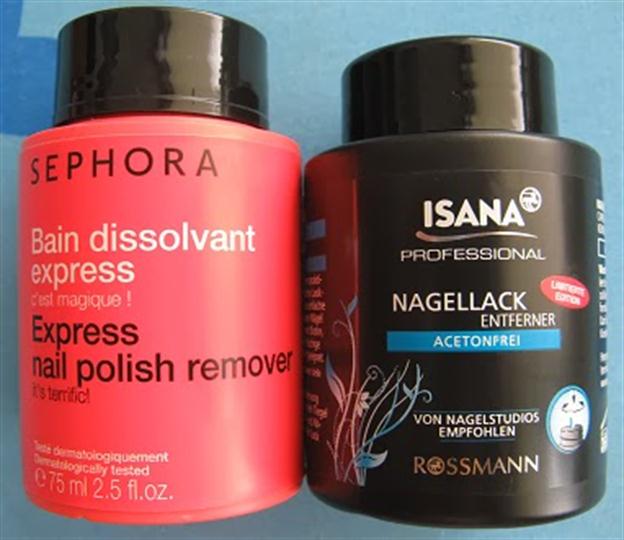 SEPHORA
Bain dissolvant
express
c'est magique !
Express
nail polish remover
it's terrific!
Testé dermatologiquement
Dermatologically tested
℮ 75 ml 2.5 fl.oz.
ISANA
PROFESSIONAL
NAGELLACK
ENTFERNER
LIMITIERTE
EDITION
ACETONFREI
VON NAGELSTUDIOS
EMPFOHLEN
ROSSMANN